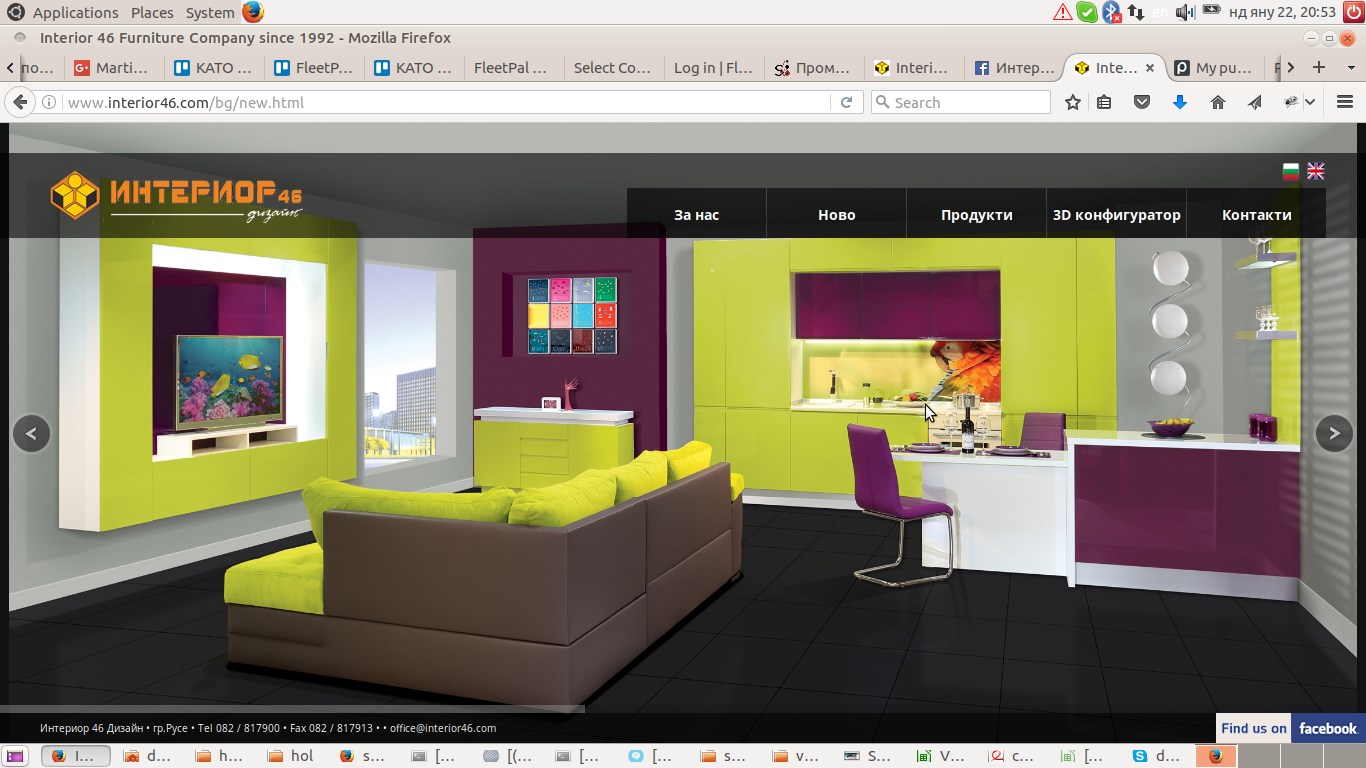 Applications Places System
en нд яну 22, 20:53
Interior 46 Furniture Company since 1992 - Mozilla Firefox
по… Marti… KATO … FleetP… KATO … FleetPal … Select Co… Log in | Fl… Пром… Interi… Интер… Inte… My pu…
www.interior46.com/bg/new.html Search
ИНТЕРИОР 46
дизайн
За нас Ново Продукти 3D конфигуратор Контакти
< >
Интериор 46 Дизайн • гр.Русе • Tel 082 / 817900 • Fax 082 / 817913 • • office@interior46.com
Find us on facebook.
I… d… h… hol s… [… [(… [… [… s… v… S… V… c… [… d…